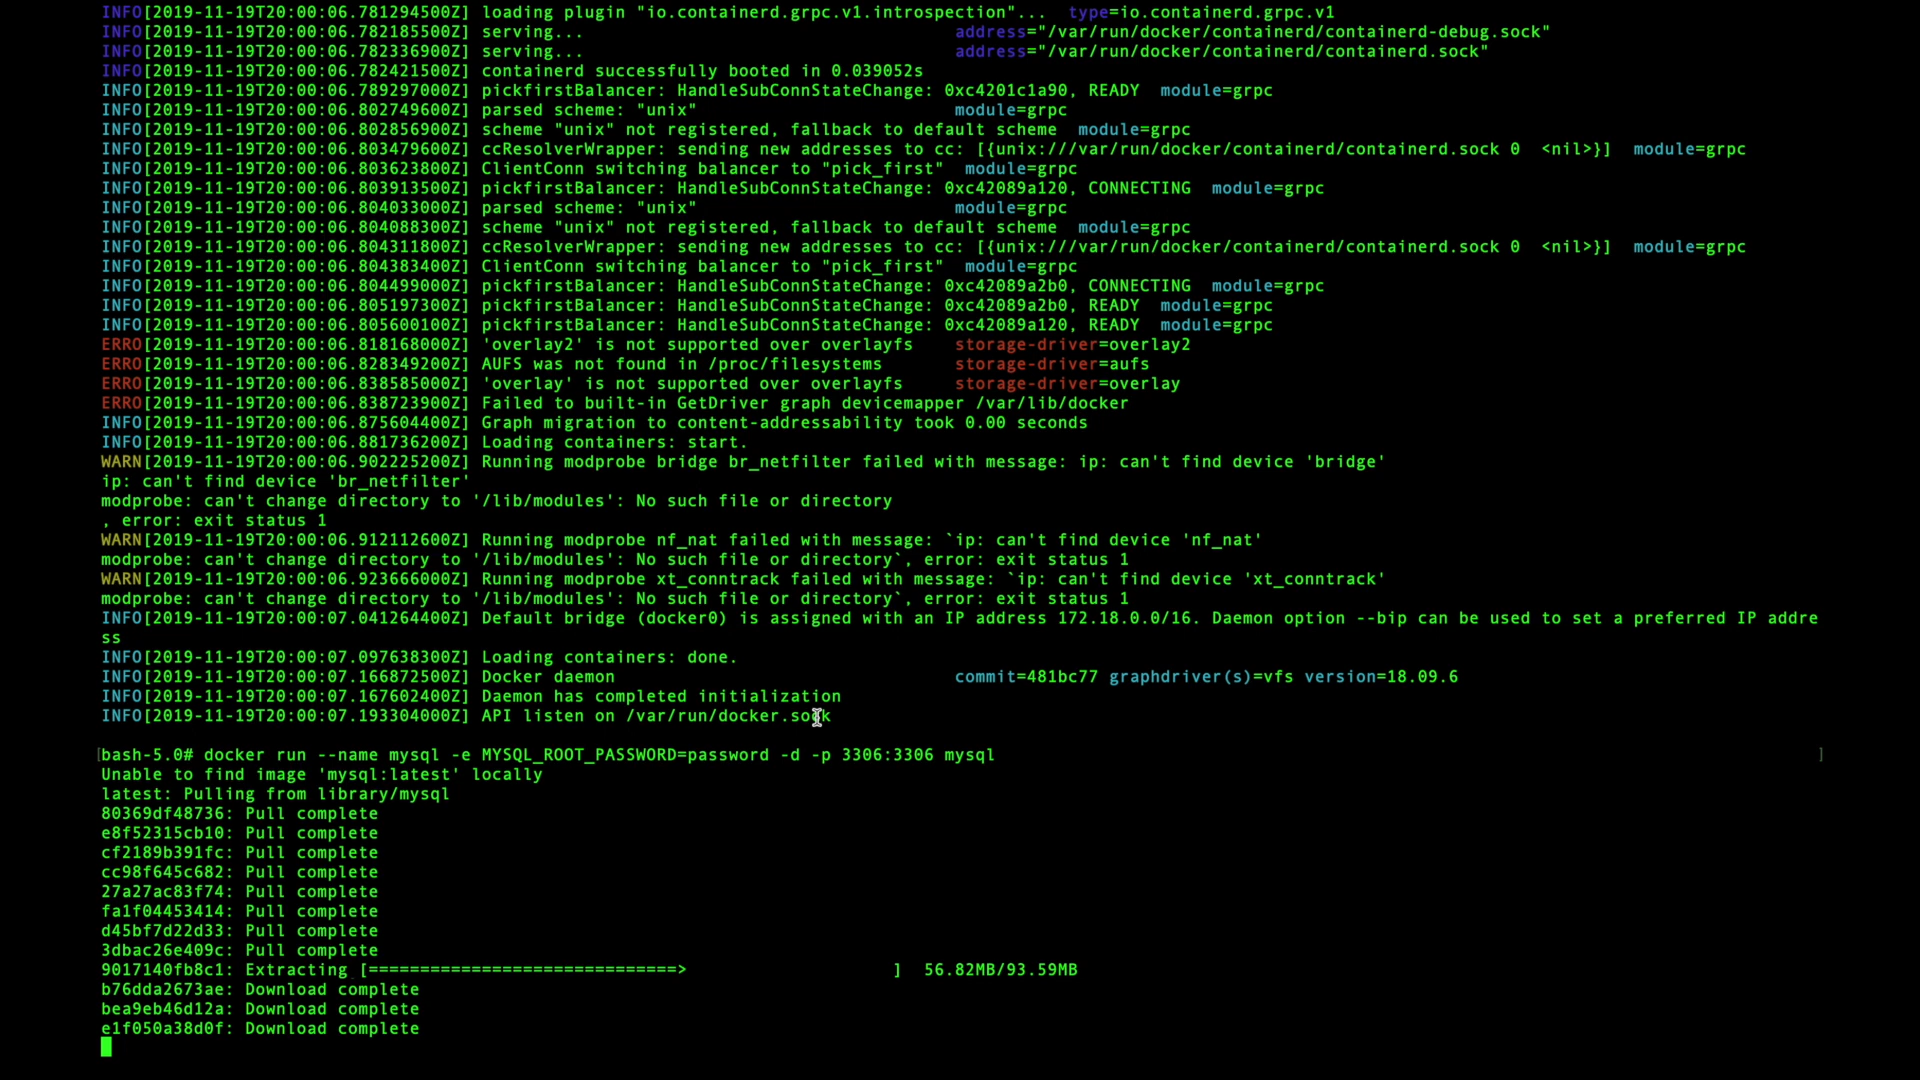 INFO[2019-11-19T20:00:06.781294500Z] loading plugin "io.containerd.grpc.v1.introspection"... type=io.containerd.grpc.v1
INFO[2019-11-19T20:00:06.782185500Z] serving... address="/var/run/docker/containerd/containerd-debug.sock"
INFO[2019-11-19T20:00:06.782336900Z] serving... address="/var/run/docker/containerd/containerd.sock"
INFO[2019-11-19T20:00:06.782421500Z] containerd successfully booted in 0.039052s
INFO[2019-11-19T20:00:06.789297000Z] pickfirstBalancer: HandleSubConnStateChange: 0xc4201c1a90, READY module=grpc
INFO[2019-11-19T20:00:06.802749600Z] parsed scheme: "unix" module=grpc
INFO[2019-11-19T20:00:06.802856900Z] scheme "unix" not registered, fallback to default scheme module=grpc
INFO[2019-11-19T20:00:06.803479600Z] ccResolverWrapper: sending new addresses to cc: [{unix:///var/run/docker/containerd/containerd.sock 0 <nil>}] module=grpc
INFO[2019-11-19T20:00:06.803623800Z] ClientConn switching balancer to "pick_first" module=grpc
INFO[2019-11-19T20:00:06.803913500Z] pickfirstBalancer: HandleSubConnStateChange: 0xc42089a120, CONNECTING module=grpc
INFO[2019-11-19T20:00:06.804033000Z] parsed scheme: "unix" module=grpc
INFO[2019-11-19T20:00:06.804088300Z] scheme "unix" not registered, fallback to default scheme module=grpc
INFO[2019-11-19T20:00:06.804311800Z] ccResolverWrapper: sending new addresses to cc: [{unix:///var/run/docker/containerd/containerd.sock 0 <nil>}] module=grpc
INFO[2019-11-19T20:00:06.804383400Z] ClientConn switching balancer to "pick_first" module=grpc
INFO[2019-11-19T20:00:06.804499000Z] pickfirstBalancer: HandleSubConnStateChange: 0xc42089a2b0, CONNECTING module=grpc
INFO[2019-11-19T20:00:06.805197300Z] pickfirstBalancer: HandleSubConnStateChange: 0xc42089a2b0, READY module=grpc
INFO[2019-11-19T20:00:06.805600100Z] pickfirstBalancer: HandleSubConnStateChange: 0xc42089a120, READY module=grpc
ERRO[2019-11-19T20:00:06.818168000Z] 'overlay2' is not supported over overlayfs storage-driver=overlay2
ERRO[2019-11-19T20:00:06.828349200Z] AUFS was not found in /proc/filesystems storage-driver=aufs
ERRO[2019-11-19T20:00:06.838585000Z] 'overlay' is not supported over overlayfs storage-driver=overlay
ERRO[2019-11-19T20:00:06.838723900Z] Failed to built-in GetDriver graph devicemapper /var/lib/docker
INFO[2019-11-19T20:00:06.875604400Z] Graph migration to content-addressability took 0.00 seconds
INFO[2019-11-19T20:00:06.881736200Z] Loading containers: start.
WARN[2019-11-19T20:00:06.902225200Z] Running modprobe bridge br_netfilter failed with message: ip: can't find device 'bridge'
ip: can't find device 'br_netfilter'
modprobe: can't change directory to '/lib/modules': No such file or directory
, error: exit status 1
WARN[2019-11-19T20:00:06.912112600Z] Running modprobe nf_nat failed with message: `ip: can't find device 'nf_nat'
modprobe: can't change directory to '/lib/modules': No such file or directory`, error: exit status 1
WARN[2019-11-19T20:00:06.923666000Z] Running modprobe xt_conntrack failed with message: `ip: can't find device 'xt_conntrack'
modprobe: can't change directory to '/lib/modules': No such file or directory`, error: exit status 1
INFO[2019-11-19T20:00:07.041264400Z] Default bridge (docker0) is assigned with an IP address 172.18.0.0/16. Daemon option --bip can be used to set a preferred IP addre
ss
INFO[2019-11-19T20:00:07.097638300Z] Loading containers: done.
INFO[2019-11-19T20:00:07.166872500Z] Docker daemon commit=481bc77 graphdriver(s)=vfs version=18.09.6
INFO[2019-11-19T20:00:07.167602400Z] Daemon has completed initialization
INFO[2019-11-19T20:00:07.193304000Z] API listen on /var/run/docker.sock
[bash-5.0# docker run --name mysql -e MYSQL_ROOT_PASSWORD=password -d -p 3306:3306 mysql ]
Unable to find image 'mysql:latest' locally
latest: Pulling from library/mysql
80369df48736: Pull complete
e8f52315cb10: Pull complete
cf2189b391fc: Pull complete
cc98f645c682: Pull complete
27a27ac83f74: Pull complete
fa1f04453414: Pull complete
d45bf7d22d33: Pull complete
3dbac26e409c: Pull complete
9017140fb8c1: Extracting [==============================> ] 56.82MB/93.59MB
b76dda2673ae: Download complete
bea9eb46d12a: Download complete
e1f050a38d0f: Download complete